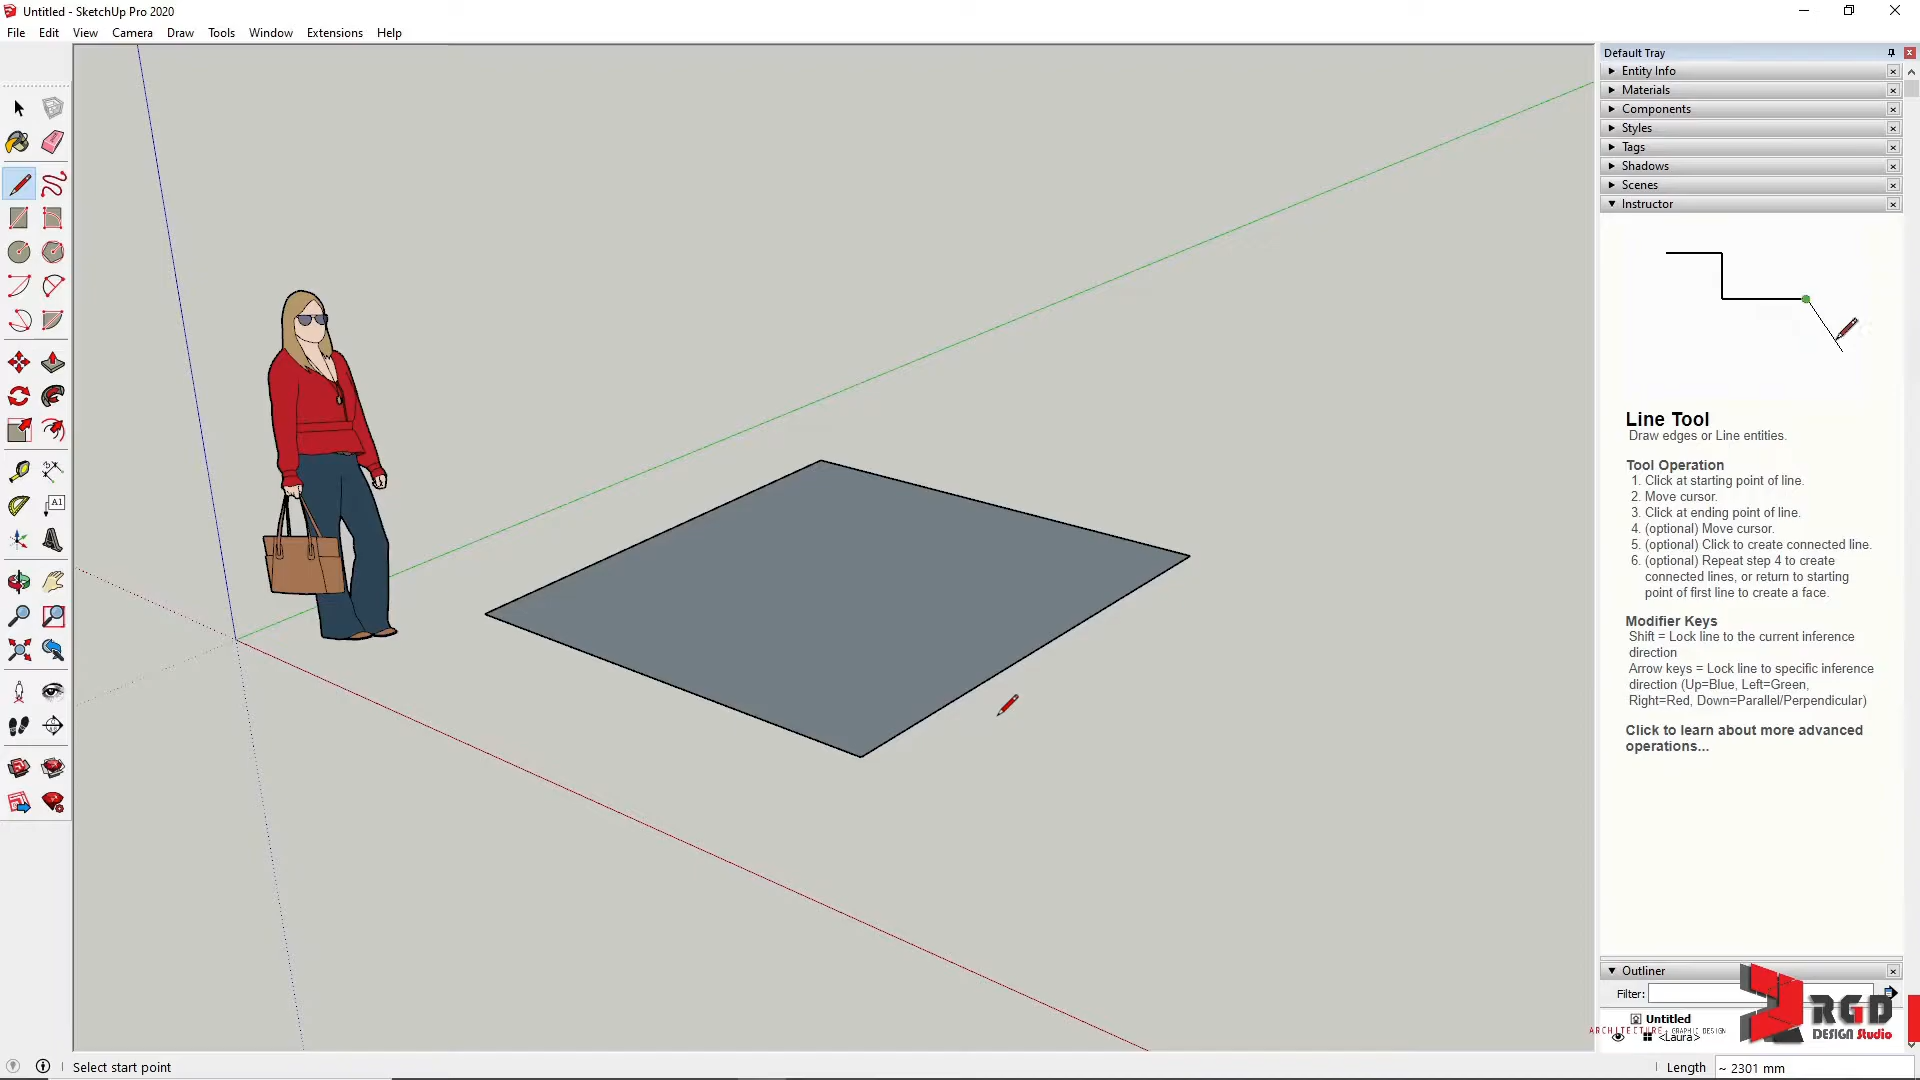 Untitled - SketchUp Pro 2020
File Edit View Camera Draw Tools Window Extensions Help
Default Tray
Entity Info
Materials
Components
Styles
Tags
Shadows
Scenes
Instructor
Line Tool
Draw edges or Line entities.
Tool Operation
1. Click at starting point of line.
2. Move cursor.
3. Click at ending point of line.
4. (optional) Move cursor.
5. (optional) Click to create connected line.
6. (optional) Repeat step 4 to create
connected lines, or return to starting
point of first line to create a face.
Modifier Keys
Shift = Lock line to the current inference
direction
Arrow keys = Lock line to specific inference
direction (Up=Blue, Left=Green,
Right=Red, Down=Parallel/Perpendicular)
Click to learn about more advanced
operations...
Outliner
Filter:
Untitled
<Laura>
RGD
DESIGN Studio
ARCHITECTURE + GRAPHIC DESIGN
A1
Select start point
Length ~ 2301 mm